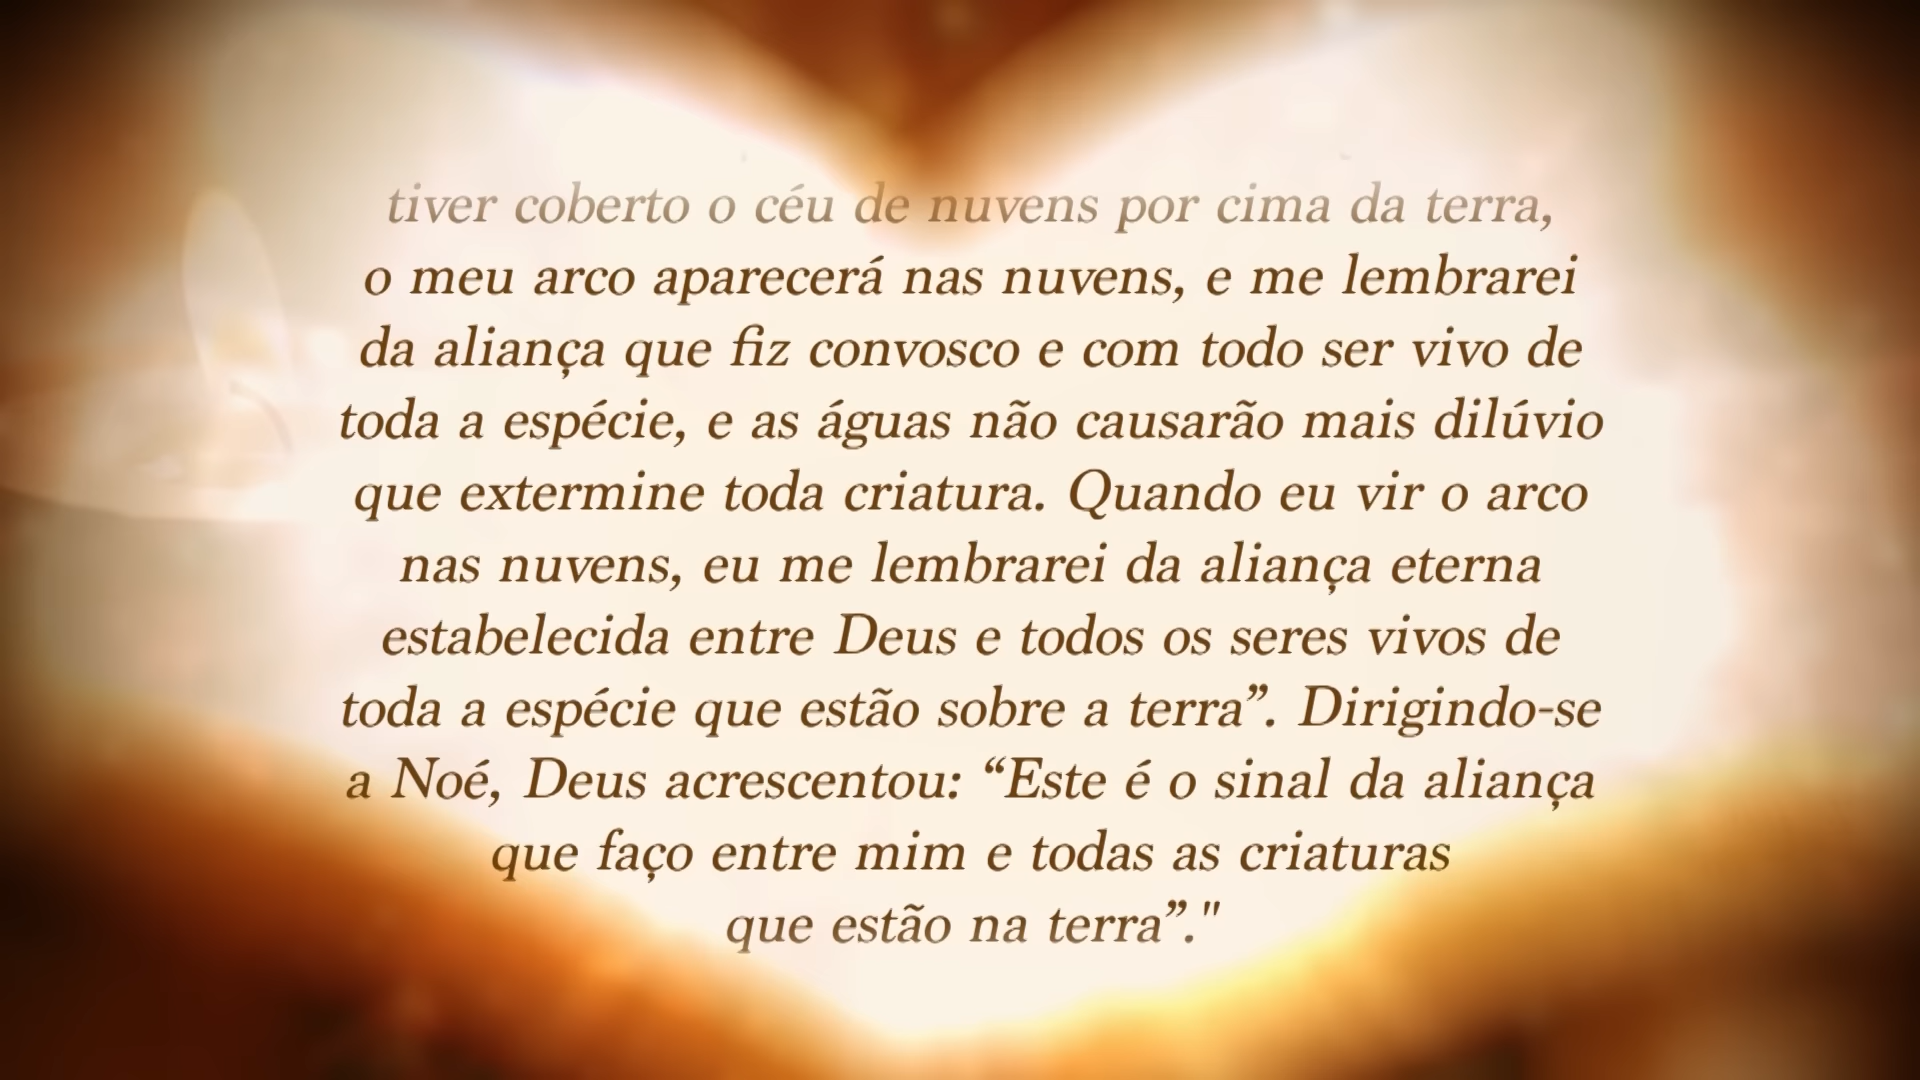 tiver coberto o céu de nuvens por cima da terra,
o meu arco aparecerá nas nuvens, e me lembrarei
da aliança que fiz convosco e com todo ser vivo de
toda a espécie, e as águas não causarão mais dilúvio
que extermine toda criatura. Quando eu vir o arco
nas nuvens, eu me lembrarei da aliança eterna
estabelecida entre Deus e todos os seres vivos de
toda a espécie que estão sobre a terra”. Dirigindo-se
a Noé, Deus acrescentou: “Este é o sinal da aliança
que faço entre mim e todas as criaturas
que estão na terra”."